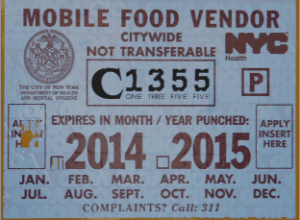 MOBILE FOOD VENDOR
CITYWIDE
NOT TRANSFERABLE
NYC
Health
C1355
ONE THREE FIVE FIVE
P
THE CITY OF NEW YORK
DEPARTMENT OF HEALTH
AND MENTAL HYGIENE
EXPIRES IN MONTH / YEAR PUNCHED:
APPLY
INSERT
HERE
2014 2015
JAN. FEB. MAR. APR. MAY. JUN.
JUL. AUG. SEPT. OCT. NOV. DEC.
COMPLAINTS? Call: 311